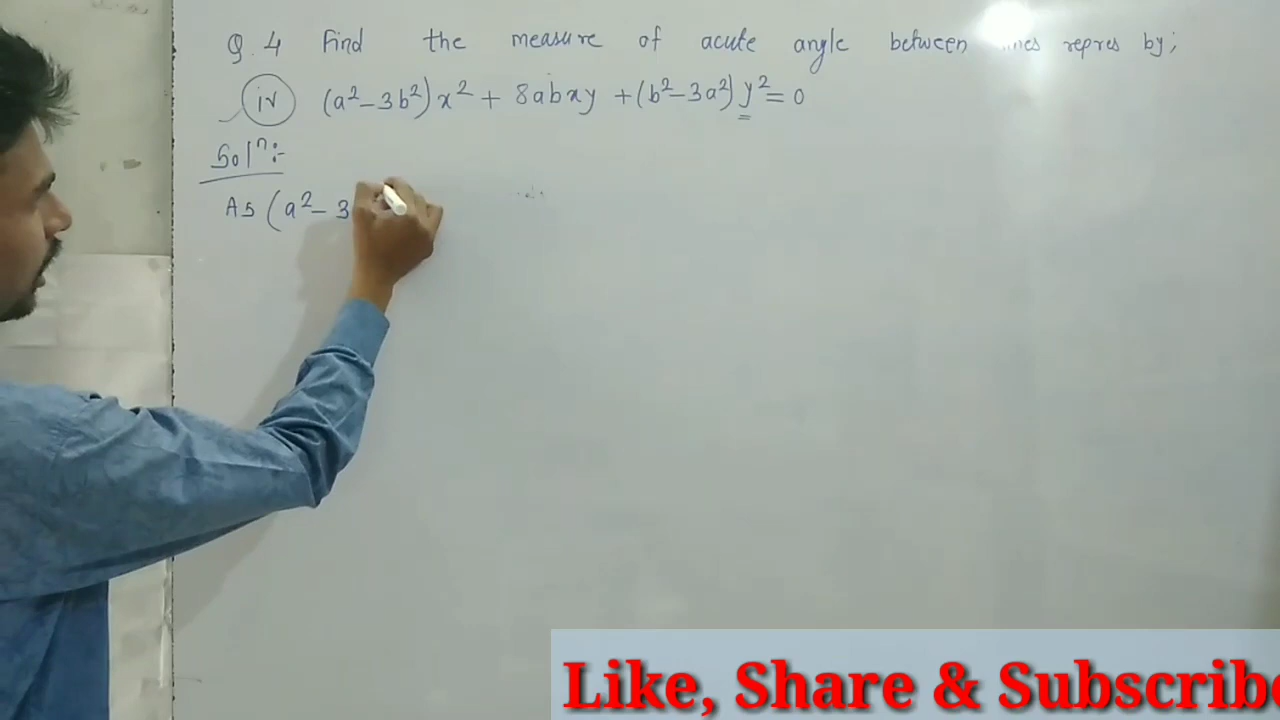 Q. 4 Find the measure of acute angle between repres by;
iv (a²-3b²)x² + 8abxy +(b²-3a²)y²= 0
Solⁿ:-
As (a²- 3
Like, Share & Subscribe